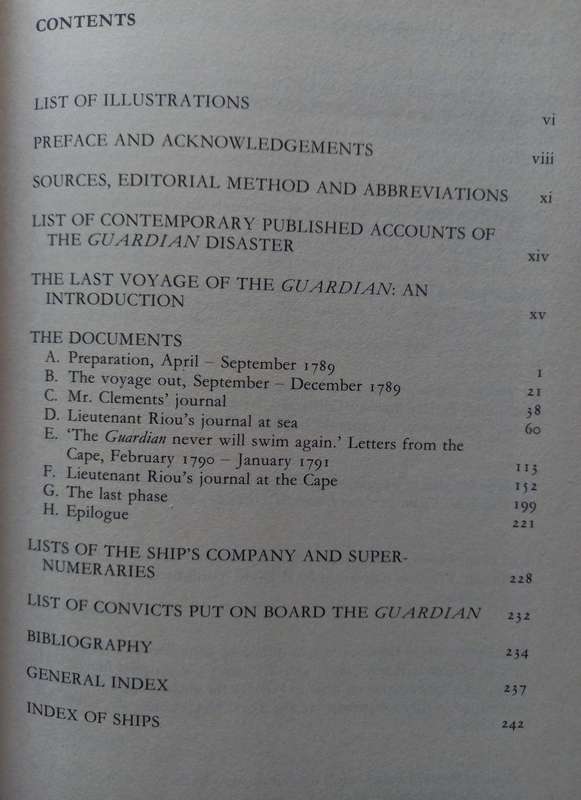 CONTENTS
LIST OF ILLUSTRATIONS vi
PREFACE AND ACKNOWLEDGEMENTS viii
SOURCES, EDITORIAL METHOD AND ABBREVIATIONS xi
LIST OF CONTEMPORARY PUBLISHED ACCOUNTS OF
THE GUARDIAN DISASTER xiv
THE LAST VOYAGE OF THE GUARDIAN: AN
INTRODUCTION xv
THE DOCUMENTS
A. Preparation, April – September 1789 1
B. The voyage out, September – December 1789 21
C. Mr. Clements' journal 38
D. Lieutenant Riou's journal at sea 60
E. 'The Guardian never will swim again.' Letters from the
Cape, February 1790 – January 1791 113
F. Lieutenant Riou's journal at the Cape 152
G. The last phase 199
H. Epilogue 221
LISTS OF THE SHIP'S COMPANY AND SUPER-
NUMERARIES 228
LIST OF CONVICTS PUT ON BOARD THE GUARDIAN 232
BIBLIOGRAPHY 234
GENERAL INDEX 237
INDEX OF SHIPS 242